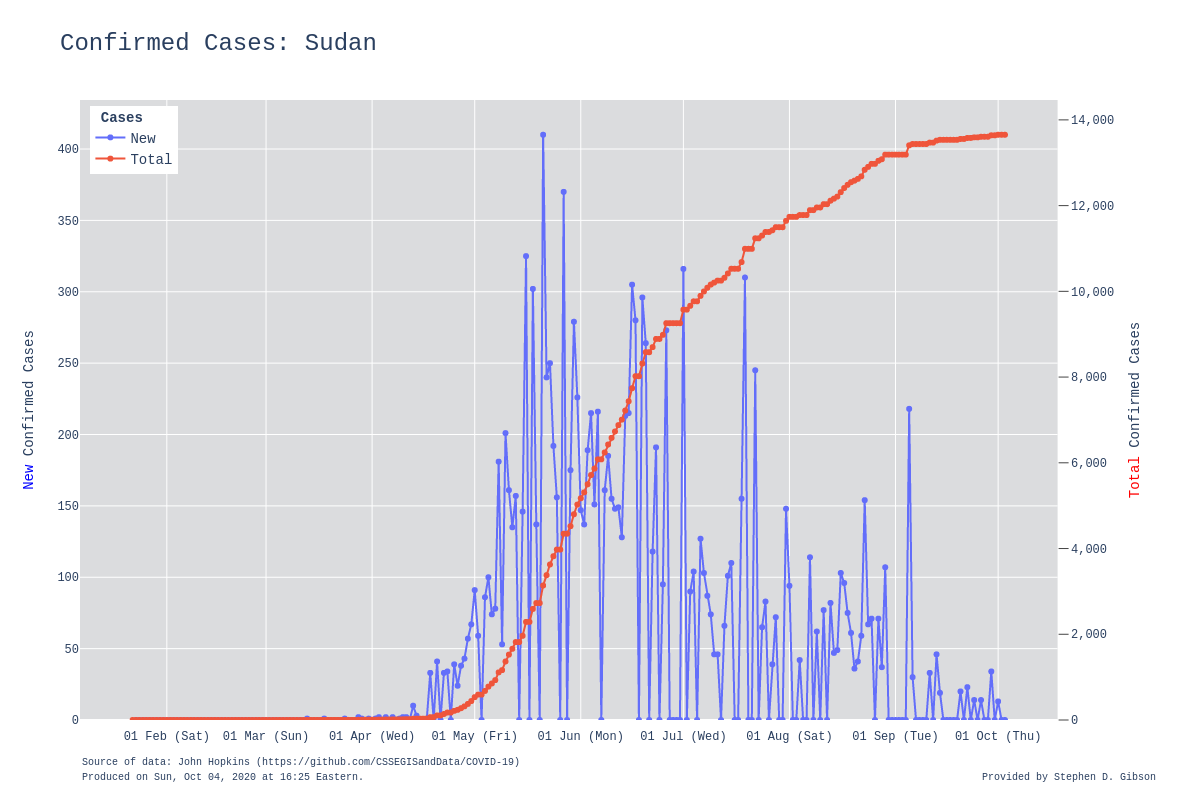 Confirmed Cases: Sudan
Cases
New
Total
400
350
300
250
200
150
100
50
0
14,000
12,000
10,000
8,000
6,000
4,000
2,000
0
New Confirmed Cases
Total Confirmed Cases
01 Feb (Sat) 01 Mar (Sun) 01 Apr (Wed) 01 May (Fri) 01 Jun (Mon) 01 Jul (Wed) 01 Aug (Sat) 01 Sep (Tue) 01 Oct (Thu)
Source of data: John Hopkins (https://github.com/CSSEGISandData/COVID-19)
Produced on Sun, Oct 04, 2020 at 16:25 Eastern.
Provided by Stephen D. Gibson